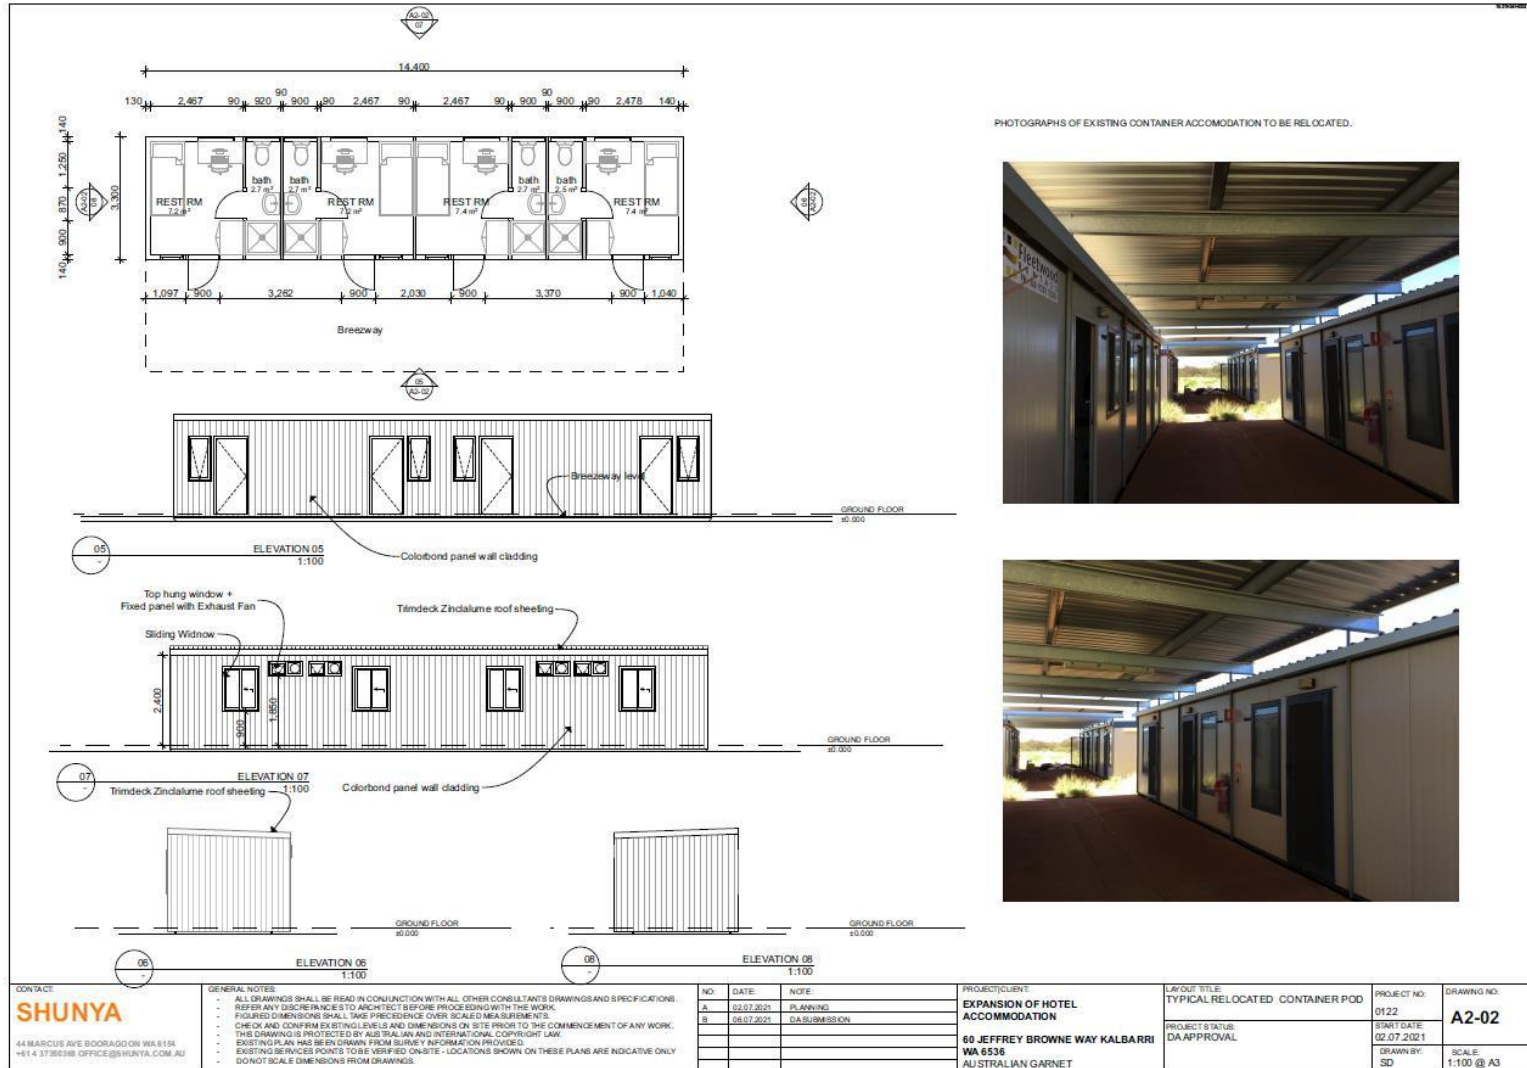 A2-02
07
14,400
90
90
130 2,467 90 920 900 90 2,467 90 2,467 90 900 900 90 2,478 140
140
1,250
870
900
140
3,300
08
A2-02
06
A2-02
bath
2.7 m²
bath
2.7 m²
bath
2.7 m²
bath
2.5 m²
REST RM
7.2 m²
REST RM
7.2 m²
REST RM
7.4 m²
REST RM
7.4 m²
1,097 900 3,262 900 2,030 900 3,370 900 1,040
Breezway
05
A2-02
Breezeway level
GROUND FLOOR
±0.000
05
-
ELEVATION 05
1:100
Colorbond panel wall cladding
Top hung window +
Fixed panel with Exhaust Fan
Sliding Widnow
Trimdeck Zinclalume roof sheeting
2,400
900
1,850
GROUND FLOOR
±0.000
07
-
ELEVATION 07
1:100
Trimdeck Zinclalume roof sheeting
Colorbond panel wall cladding
GROUND FLOOR
±0.000
GROUND FLOOR
±0.000
06
-
ELEVATION 06
1:100
08
-
ELEVATION 08
1:100
PHOTOGRAPHS OF EXISTING CONTAINER ACCOMODATION TO BE RELOCATED.
Fleetwood
CONTACT:
SHUNYA
44 MARCUS AVE BOORAGOON WA 6154
OFFICE@SHUNYA.COM.AU
GENERAL NOTES:
- ALL DRAWINGS SHALL BE READ IN CONJUNCTION WITH ALL OTHER CONSULTANTS DRAWINGS AND SPECIFICATIONS.
- REFER ANY DISCREPANCIES TO ARCHITECT BEFORE PROCEEDING WITH THE WORK.
- FIGURED DIMENSIONS SHALL TAKE PRECEDENCE OVER SCALED MEASUREMENTS.
- CHECK AND CONFIRM EXISTING LEVELS AND DIMENSIONS ON SITE PRIOR TO THE COMMENCEMENT OF ANY WORK.
- THIS DRAWING IS PROTECTED BY AUSTRALIAN AND INTERNATIONAL COPYRIGHT LAW.
- EXISTING PLAN HAS BEEN DRAWN FROM SURVEY INFORMATION PROVIDED.
- EXISTING SERVICES POINTS TO BE VERIFIED ON-SITE - LOCATIONS SHOWN ON THESE PLANS ARE INDICATIVE ONLY
- DO NOT SCALE DIMENSIONS FROM DRAWINGS.
NO: DATE: NOTE:
A 02.07.2021 PLANNING
B 06.07.2021 DA SUBMISSION
PROJECT|CLIENT:
EXPANSION OF HOTEL
ACCOMMODATION
60 JEFFREY BROWNE WAY KALBARRI
WA 6536
AUSTRALIAN GARNET
LAYOUT TITLE:
TYPICAL RELOCATED CONTAINER POD
PROJECT STATUS:
DA APPROVAL
PROJECT NO:
0122
START DATE:
02.07.2021
DRAWN BY:
SD
DRAWING NO:
A2-02
SCALE:
1:100 @ A3